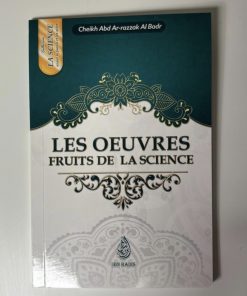 Cheikh Abd Ar-razzak Al Badr
LA SCIENCE
LES OEUVRES
FRUITS DE LA SCIENCE
IBN BADIS